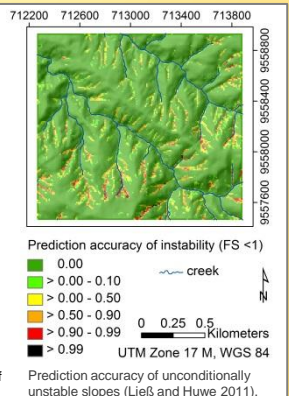 712200 712600 713000 713400 713800
9558800
9558400
9558000
9557600
Prediction accuracy of instability (FS <1)
0.00
> 0.00 - 0.10
> 0.00 - 0.50
> 0.50 - 0.90
> 0.90 - 0.99
> 0.99
creek
N
0 0.25 0.5
Kilometers
UTM Zone 17 M, WGS 84
f
Prediction accuracy of unconditionally
unstable slopes (Ließ and Huwe 2011).